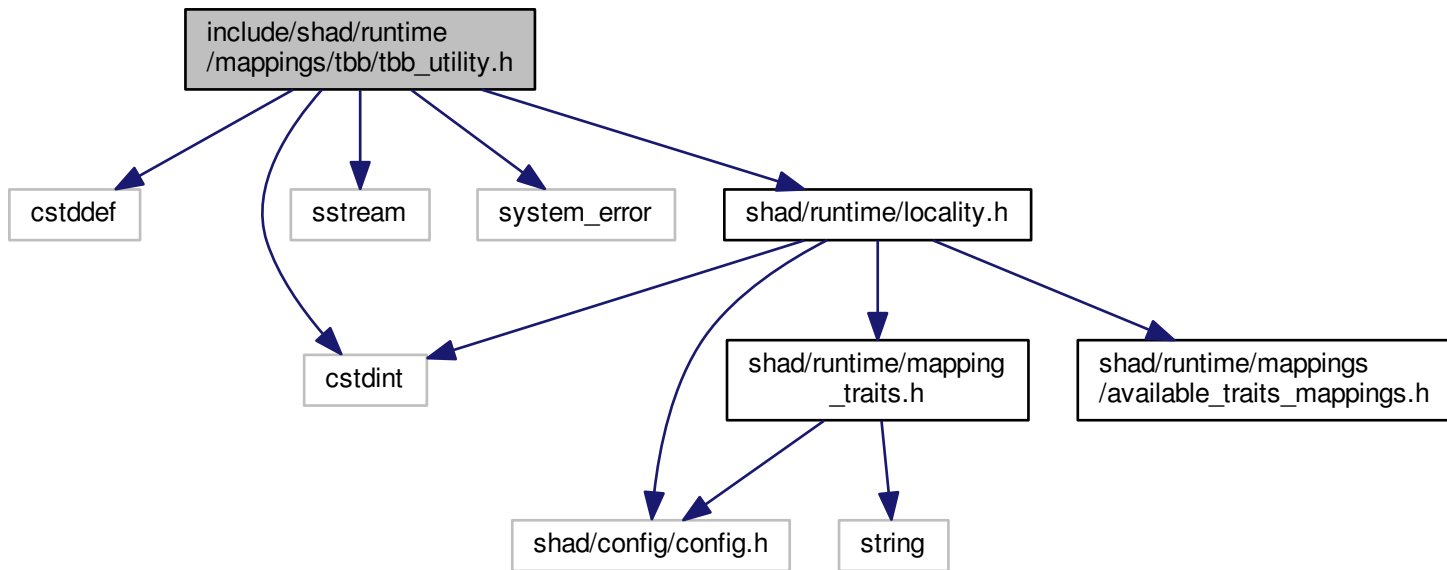 include/shad/runtime
/mappings/tbb/tbb_utility.h
cstddef
sstream
system_error
shad/runtime/locality.h
cstdint
shad/runtime/mapping
_traits.h
shad/runtime/mappings
/available_traits_mappings.h
shad/config/config.h
string